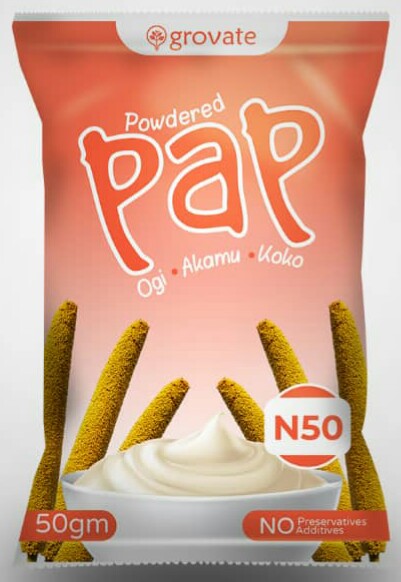 grovate
Powdered
PaP
Ogi • Akamu • Koko
N50
50gm
NO Preservatives
Additives